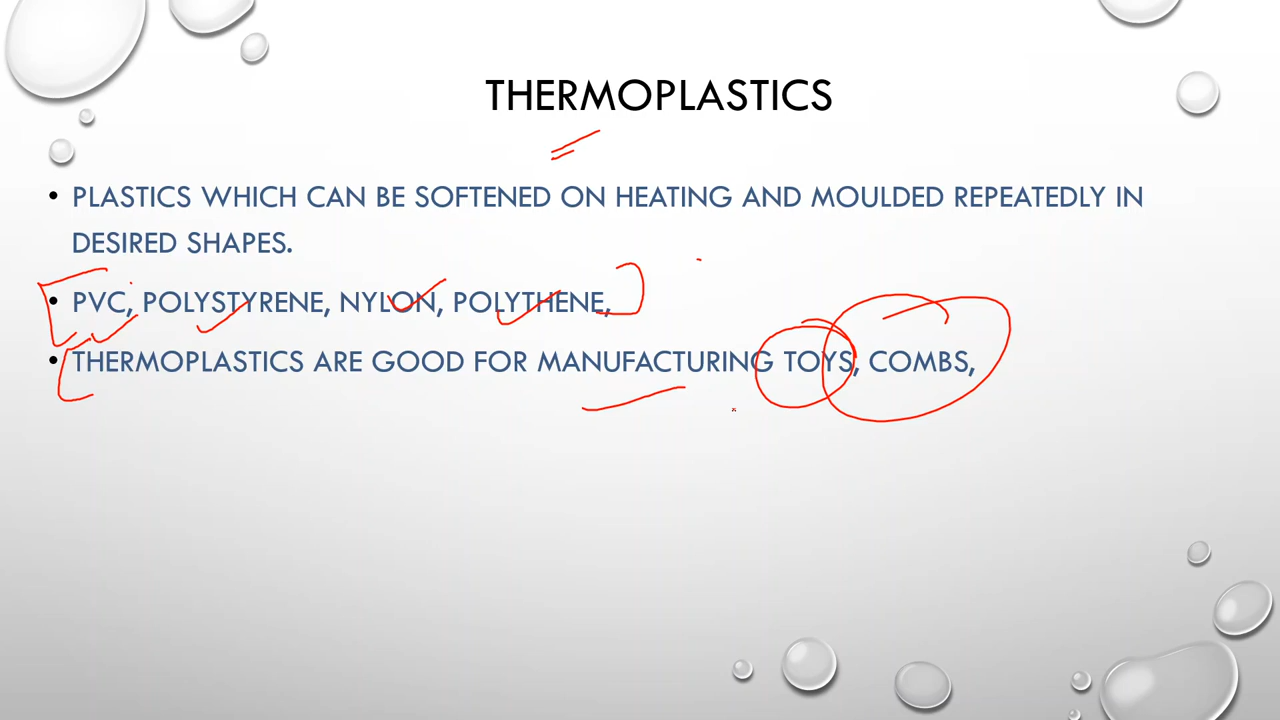 THERMOPLASTICS
• PLASTICS WHICH CAN BE SOFTENED ON HEATING AND MOULDED REPEATEDLY IN
DESIRED SHAPES.
• PVC, POLYSTYRENE, NYLON, POLYTHENE,
• THERMOPLASTICS ARE GOOD FOR MANUFACTURING TOYS, COMBS,